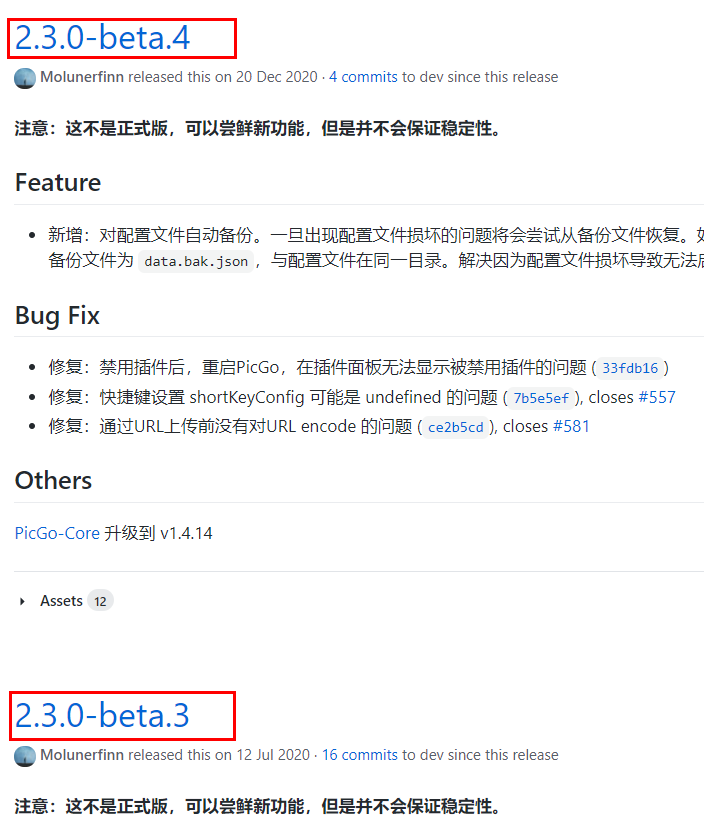 2.3.0-beta.4
Molunerfinn released this on 20 Dec 2020 · 4 commits to dev since this release
注意：这不是正式版，可以尝鲜新功能，但是并不会保证稳定性。
Feature
• 新增：对配置文件自动备份。一旦出现配置文件损坏的问题将会尝试从备份文件恢复。
备份文件为 data.bak.json ，与配置文件在同一目录。解决因为配置文件损坏导致无法
Bug Fix
• 修复：禁用插件后，重启PicGo，在插件面板无法显示被禁用插件的问题 ( 33fdb16 )
• 修复：快捷键设置 shortKeyConfig 可能是 undefined 的问题 ( 7b5e5ef ), closes #557
• 修复：通过URL上传前没有对URL encode 的问题 ( ce2b5cd ), closes #581
Others
PicGo-Core 升级到 v1.4.14
Assets 12
2.3.0-beta.3
Molunerfinn released this on 12 Jul 2020 · 16 commits to dev since this release
注意：这不是正式版，可以尝鲜新功能，但是并不会保证稳定性。